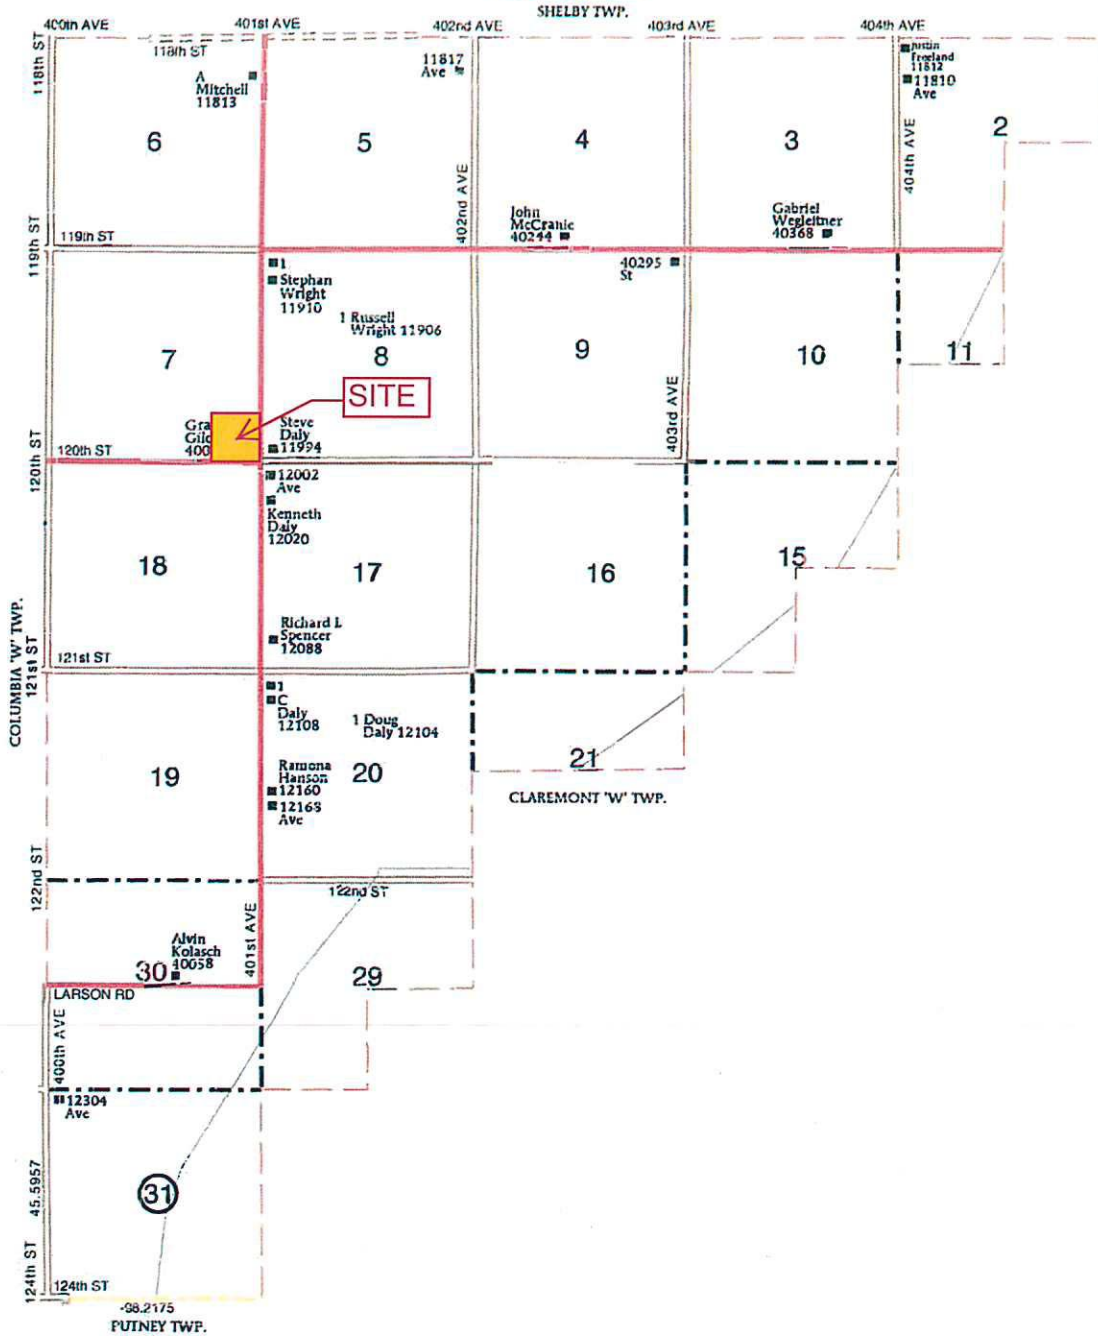 SHELBY TWP.
400th AVE
401st AVE
402nd AVE
403rd AVE
404th AVE
118th ST
118th ST
A
Mitchell
11813
11817
Ave
Justin
Freeland
11812
11810
Ave
6
5
4
3
2
402nd AVE
404th AVE
John
McCranie
40244
Gabriel
Wegleitner
40368
119th ST
119th ST
1
Stephan
Wright
11910
40295
St
1 Russell
Wright 11906
7
8
9
10
11
SITE
403rd AVE
Gra
Gild
400
Steve
Daly
11994
120th ST
120th ST
12002
Ave
Kenneth
Daly
12020
18
17
16
15
Richard L
Spencer
12088
COLUMBIA 'W' TWP.
121st ST
121st ST
1
C
Daly
12108
1 Doug
Daly 12104
Ramona
Hanson
12160
12168
Ave
19
20
21
CLAREMONT 'W' TWP.
122nd ST
122nd ST
401st AVE
Alvin
Kolasch
40058
30
29
LARSON RD
400th AVE
12304
Ave
31
45.5957
124th ST
124th ST
-98.2175
PUTNEY TWP.